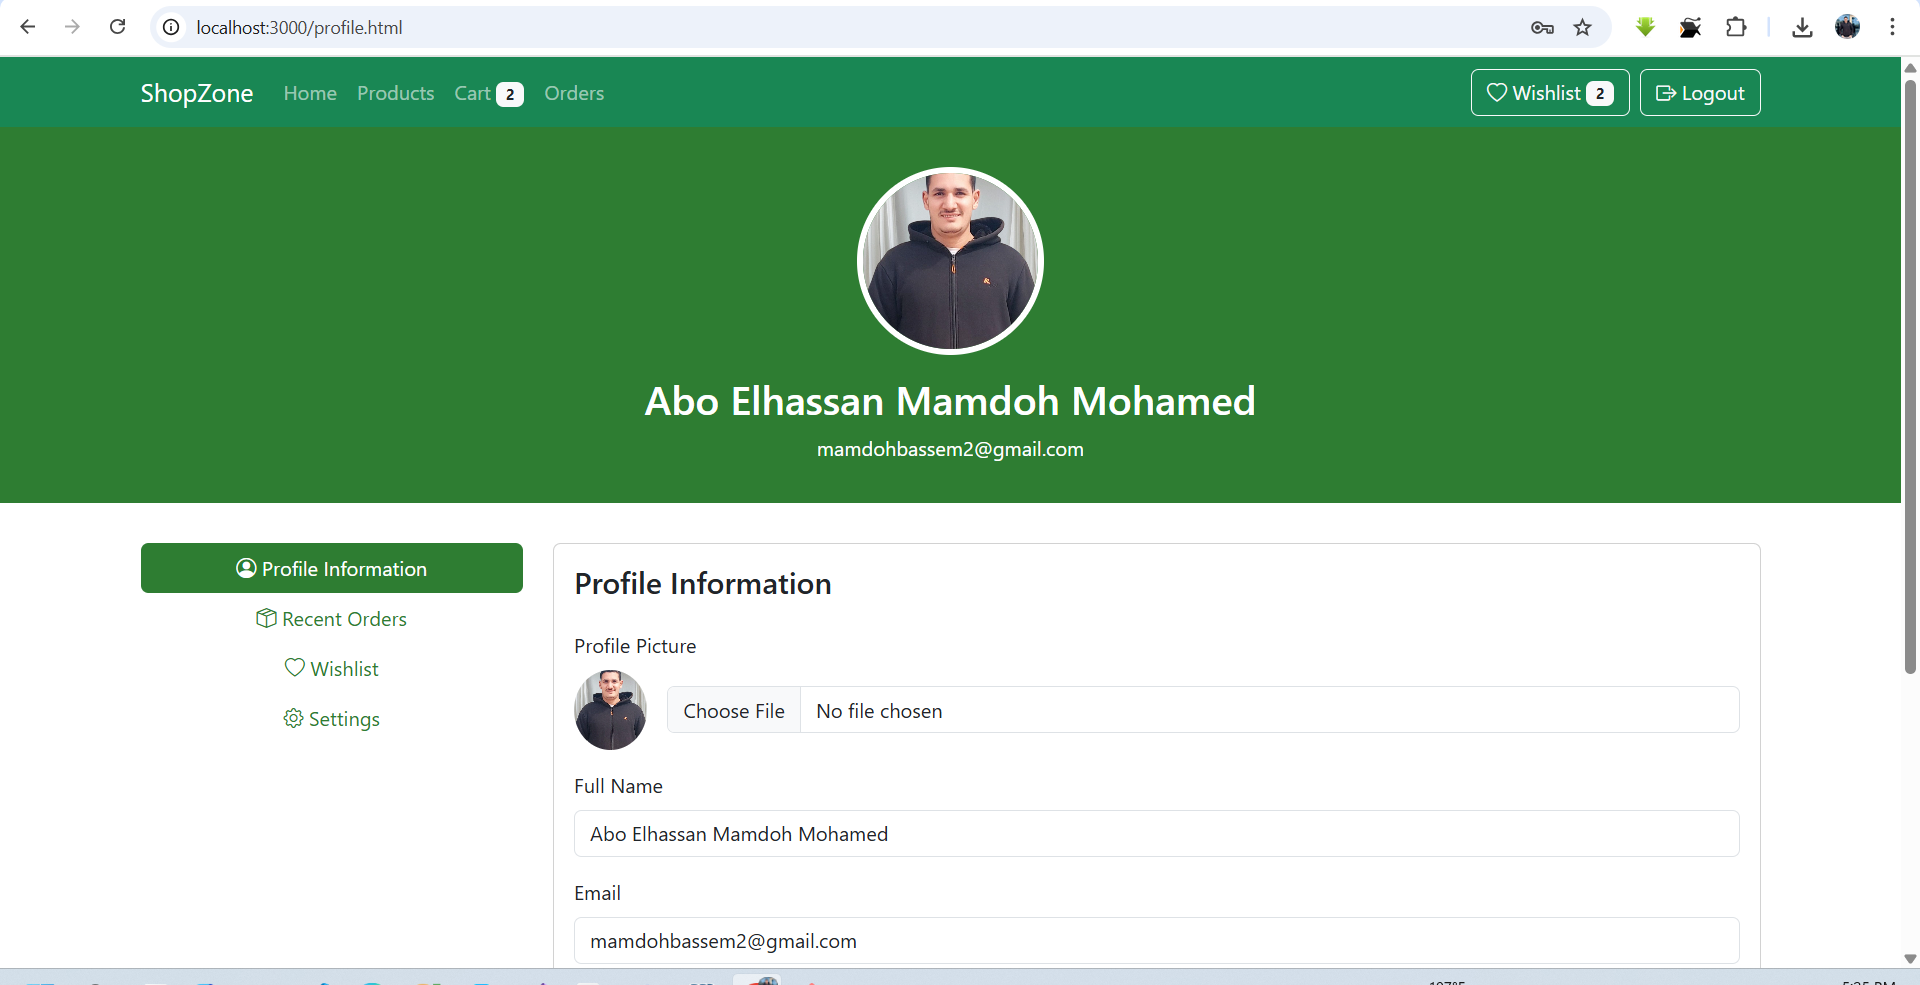 localhost:3000/profile.html
ShopZone Home Products Cart 2 Orders Wishlist 2 Logout
Abo Elhassan Mamdoh Mohamed
mamdohbassem2@gmail.com
Profile Information
Recent Orders
Wishlist
Settings
Profile Information
Profile Picture
Choose File No file chosen
Full Name
Abo Elhassan Mamdoh Mohamed
Email
mamdohbassem2@gmail.com